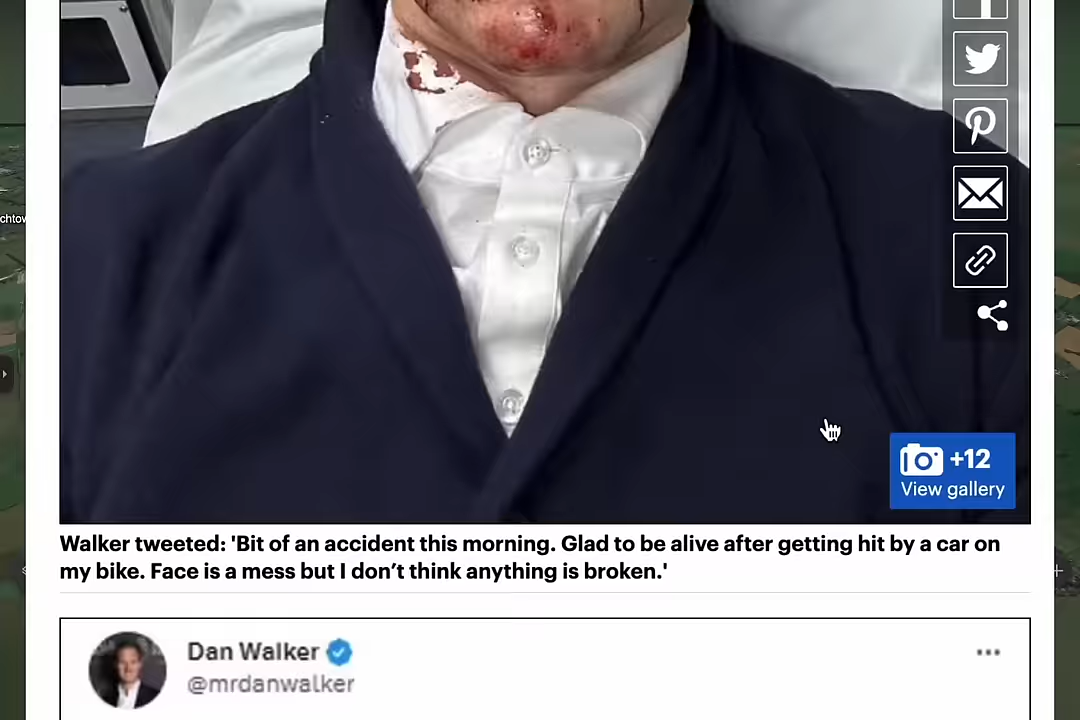 chtow
+12
View gallery
Walker tweeted: 'Bit of an accident this morning. Glad to be alive after getting hit by a car on
my bike. Face is a mess but I don’t think anything is broken.'
Dan Walker
@mrdanwalker